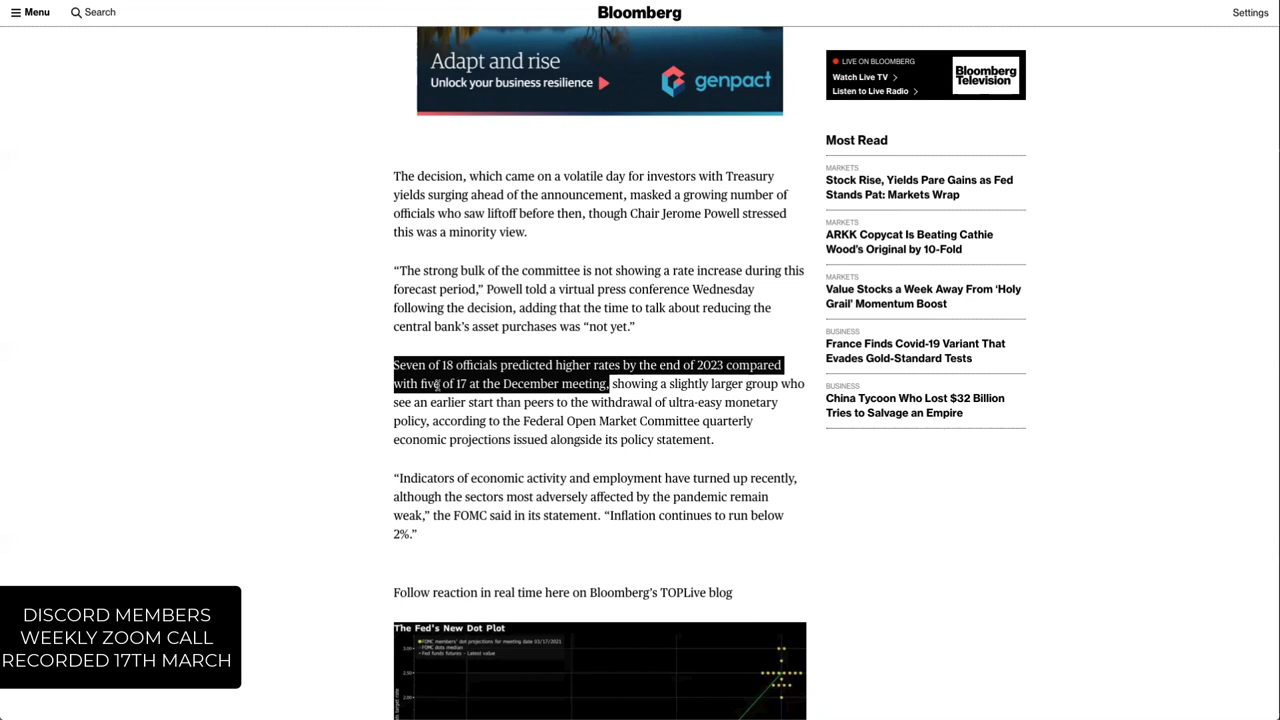 Menu
Search
Bloomberg
Settings
Adapt and rise
Unlock your business resilience
genpact
LIVE ON BLOOMBERG
Watch Live TV
Listen to Live Radio
Bloomberg
Television
The decision, which came on a volatile day for investors with Treasury
yields surging ahead of the announcement, masked a growing number of
officials who saw liftoff before then, though Chair Jerome Powell stressed
this was a minority view.
“The strong bulk of the committee is not showing a rate increase during this
forecast period,” Powell told a virtual press conference Wednesday
following the decision, adding that the time to talk about reducing the
central bank’s asset purchases was “not yet.”
Seven of 18 officials predicted higher rates by the end of 2023 compared
with five of 17 at the December meeting, showing a slightly larger group who
see an earlier start than peers to the withdrawal of ultra-easy monetary
policy, according to the Federal Open Market Committee quarterly
economic projections issued alongside its policy statement.
“Indicators of economic activity and employment have turned up recently,
although the sectors most adversely affected by the pandemic remain
weak,” the FOMC said in its statement. “Inflation continues to run below
2%.”
Follow reaction in real time here on Bloomberg’s TOPLive blog
The Fed's New Dot Plot
FOMC members' dot projections for meeting date 03/17/2021
FOMC dots median
Fed funds futures - Latest value
3.00
2.50
2.00
Most Read
MARKETS
Stock Rise, Yields Pare Gains as Fed
Stands Pat: Markets Wrap
MARKETS
ARKK Copycat Is Beating Cathie
Wood’s Original by 10-Fold
MARKETS
Value Stocks a Week Away From ‘Holy
Grail’ Momentum Boost
BUSINESS
France Finds Covid-19 Variant That
Evades Gold-Standard Tests
BUSINESS
China Tycoon Who Lost $32 Billion
Tries to Salvage an Empire
DISCORD MEMBERS
WEEKLY ZOOM CALL
RECORDED 17TH MARCH